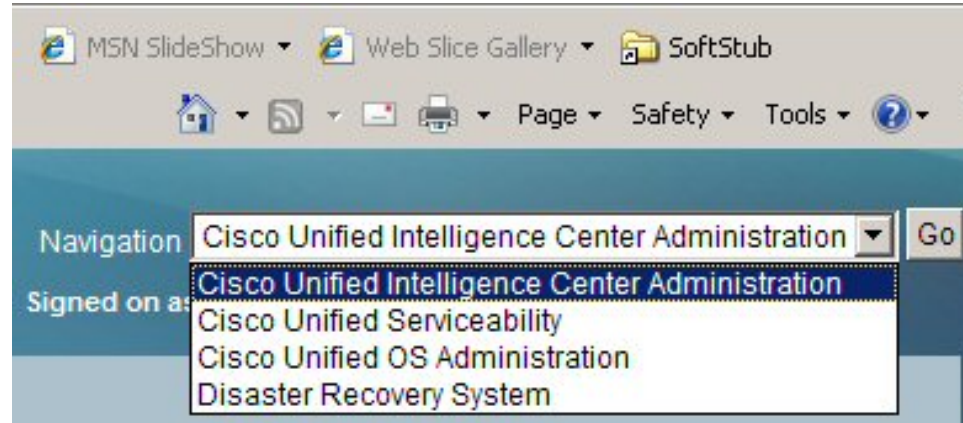 MSN SlideShow Web Slice Gallery SoftStub
Page Safety Tools
Navigation Cisco Unified Intelligence Center Administration Go
Signed on as
Cisco Unified Intelligence Center Administration
Cisco Unified Serviceability
Cisco Unified OS Administration
Disaster Recovery System